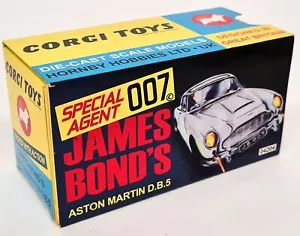 CORGI TOYS
DIE-CAST SCALE MODELS
HORNBY HOBBIES LTD • UK
DESIGNED IN
GREAT BRITAIN
SPECIAL
AGENT
007
JAMES
BOND'S
ASTON MARTIN D.B.5
04204
CORGI
TOYS